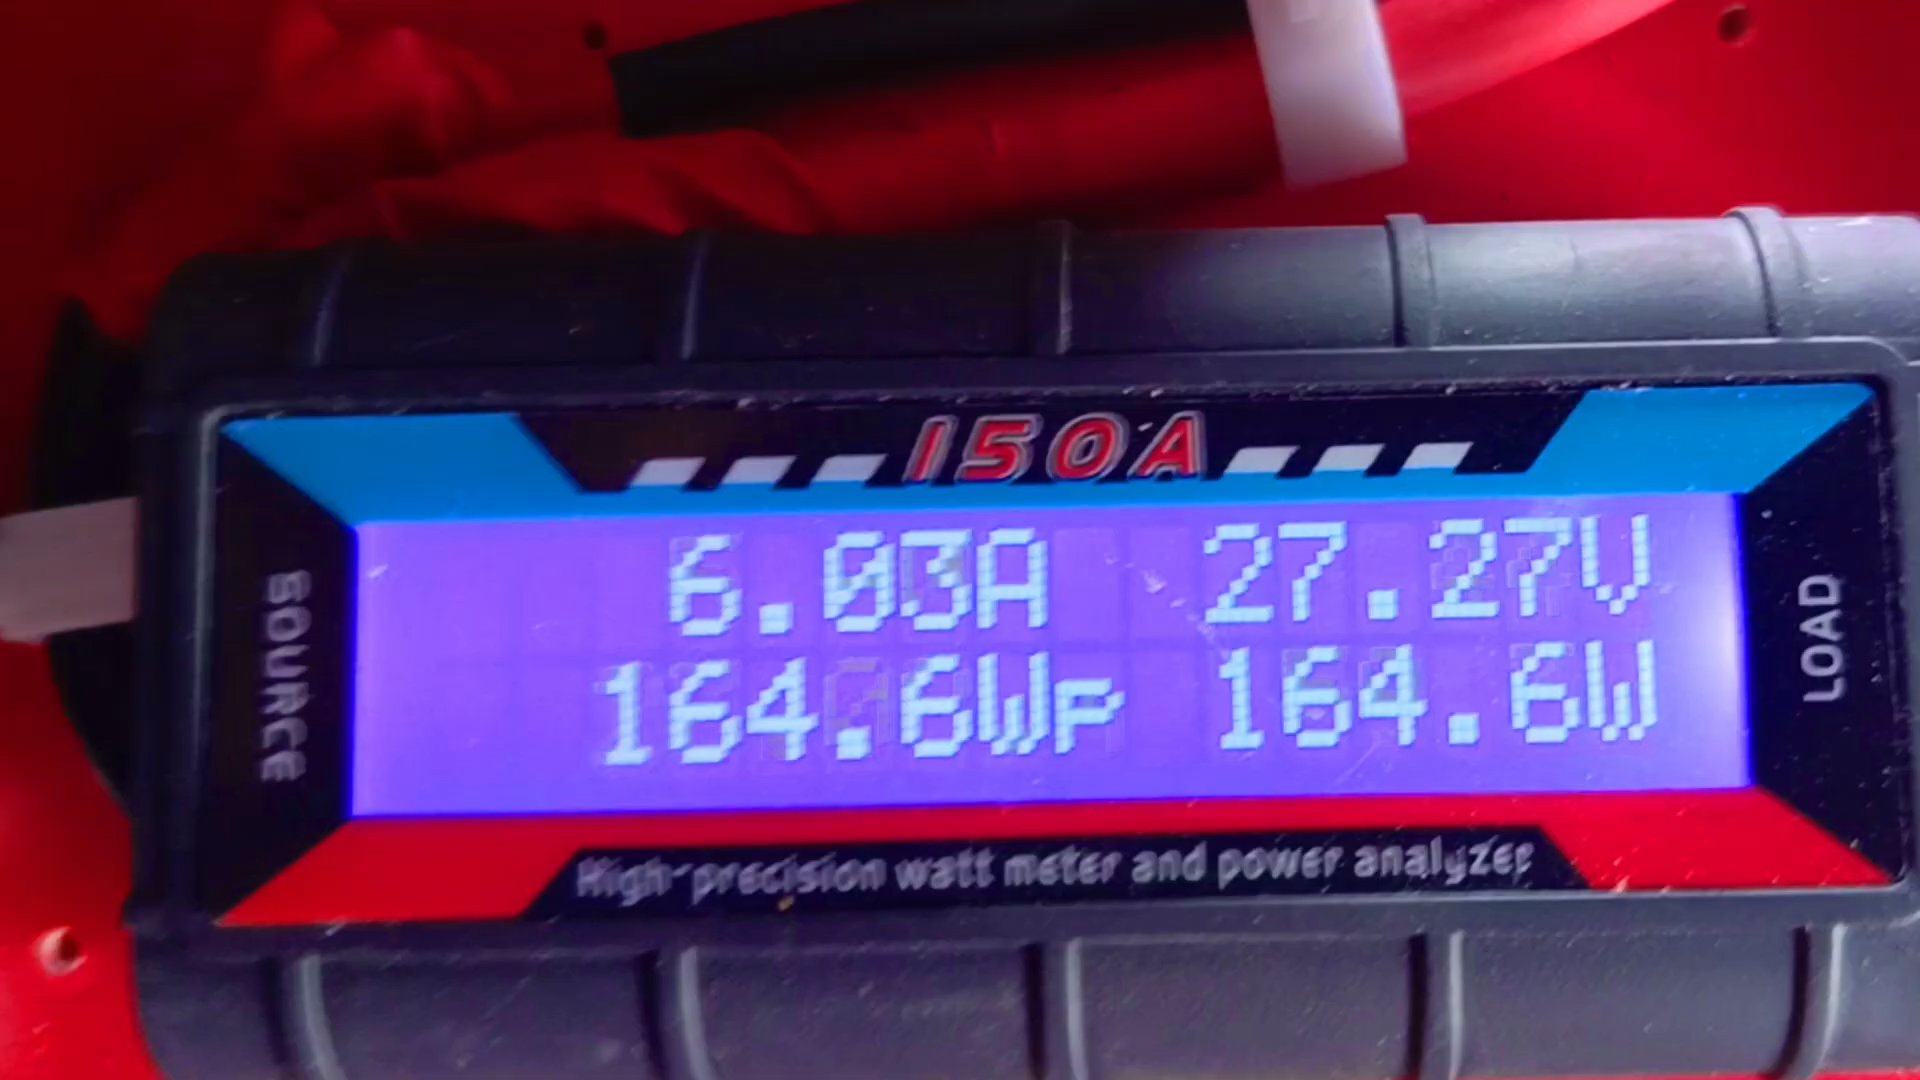 150A
6.03A 27.27V
164.6Wp 164.6W
SOURCE
LOAD
High-precision watt meter and power analyzer